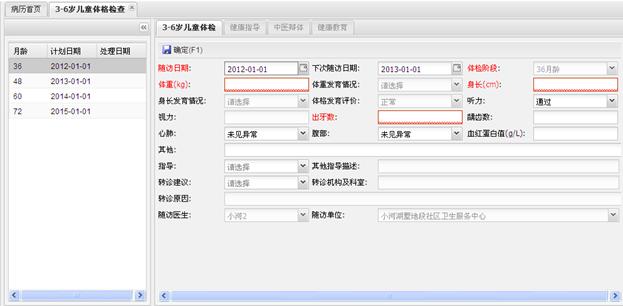 病历首页 3-6岁儿童体格检查
3-6岁儿童体检 健康指导 中医辩体 健康教育
确定(F1)
月龄 计划日期 处理日期
36 2012-01-01
48 2013-01-01
60 2014-01-01
72 2015-01-01
随访日期: 2012-01-01 下次随访日期: 2013-01-01 体检阶段: 36月龄
体重(kg): 体重发育情况: 请选择 身长(cm):
身长发育情况: 请选择 体格发育评价: 正常 听力: 通过
视力: 出牙数: 龋齿数:
心肺: 未见异常 腹部: 未见异常 血红蛋白值(g/L):
其他:
指导: 请选择 其他指导描述:
转诊建议: 请选择 转诊机构及科室:
转诊原因:
随访医生: 小河2 随访单位: 小河湖墅地段社区卫生服务中心